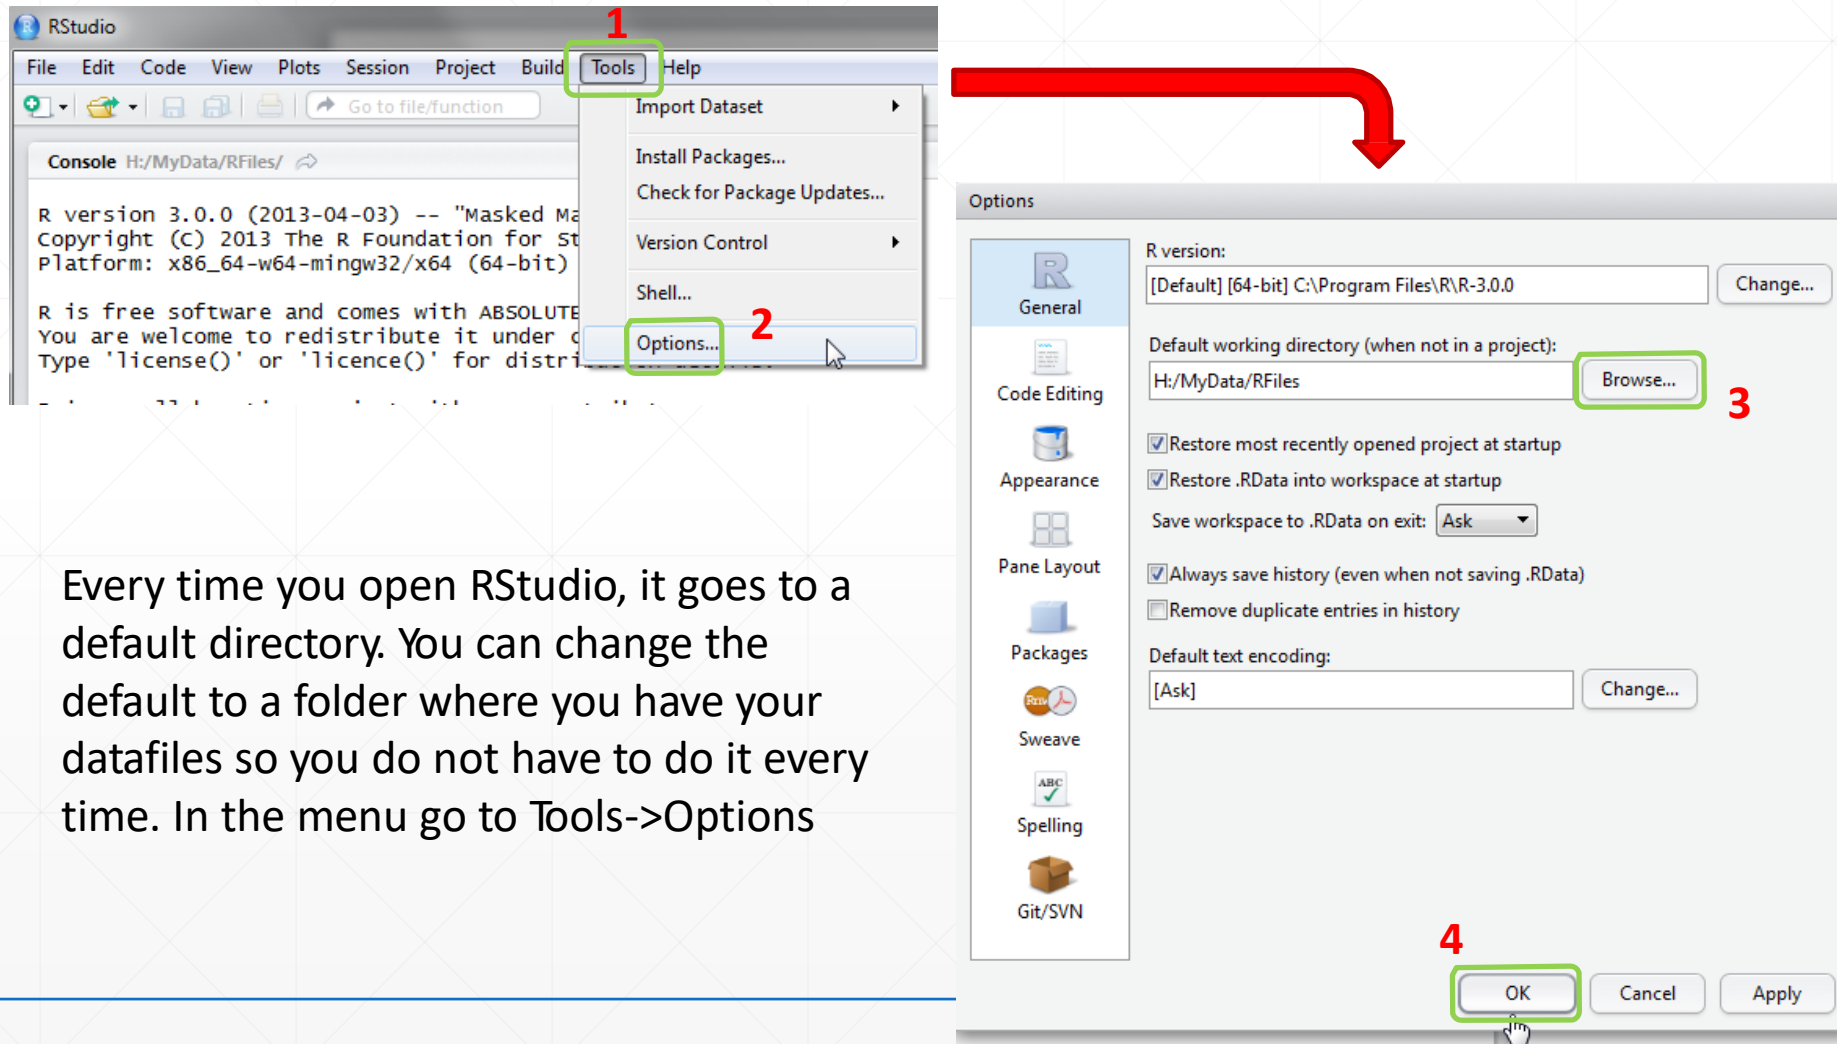 RStudio
1
File Edit Code View Plots Session Project Build Tools Help
Go to file/function
Import Dataset
Console H:/MyData/RFiles/
Install Packages...
Check for Package Updates...
R version 3.0.0 (2013-04-03) -- "Masked Ma
Copyright (C) 2013 The R Foundation for St
Platform: x86_64-w64-mingw32/x64 (64-bit)
Version Control
Shell...
R is free software and comes with ABSOLUTE
You are welcome to redistribute it under c
Type 'license()' or 'licence()' for distri
Options...
2
Every time you open RStudio, it goes to a
default directory. You can change the
default to a folder where you have your
datafiles so you do not have to do it every
time. In the menu go to Tools->Options
Options
General
Code Editing
Appearance
Pane Layout
Packages
Sweave
ABC
Spelling
Git/SVN
R version:
[Default] [64-bit] C:\Program Files\R\R-3.0.0 Change...
Default working directory (when not in a project):
H:/MyData/RFiles Browse...
3
Restore most recently opened project at startup
Restore .RData into workspace at startup
Save workspace to .RData on exit: Ask
Always save history (even when not saving .RData)
Remove duplicate entries in history
Default text encoding:
[Ask] Change...
4
OK Cancel Apply